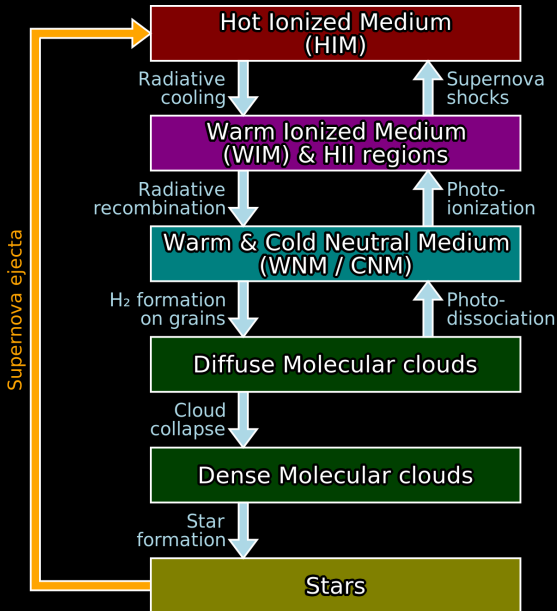 Hot Ionized Medium
(HIM)
Radiative
cooling
Supernova
shocks
Warm Ionized Medium
(WIM) & HII regions
Radiative
recombination
Photo-
ionization
Warm & Cold Neutral Medium
(WNM / CNM)
H₂ formation
on grains
Photo-
dissociation
Diffuse Molecular clouds
Cloud
collapse
Dense Molecular clouds
Star
formation
Stars
Supernova ejecta